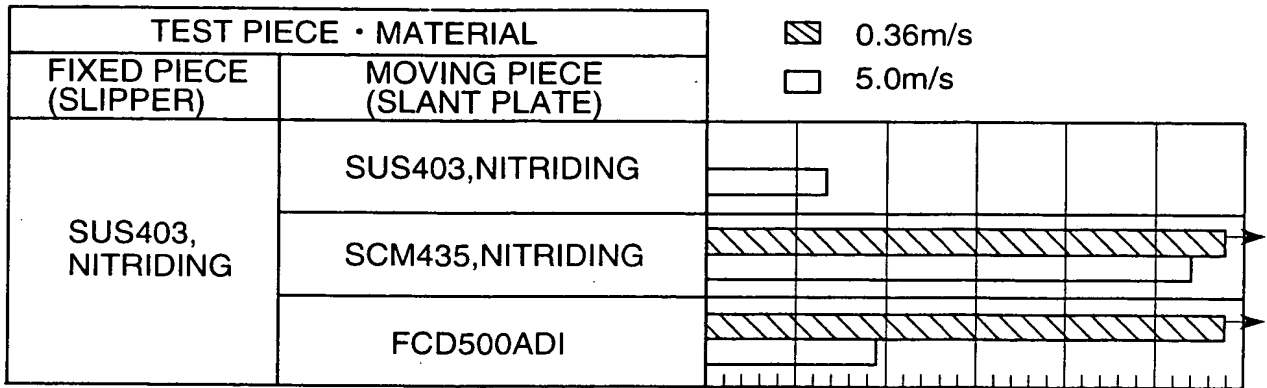 TEST PIECE · MATERIAL
FIXED PIECE
(SLIPPER)
MOVING PIECE
(SLANT PLATE)
0.36m/s
5.0m/s
SUS403,
NITRIDING
SUS403,NITRIDING
SCM435,NITRIDING
FCD500ADI